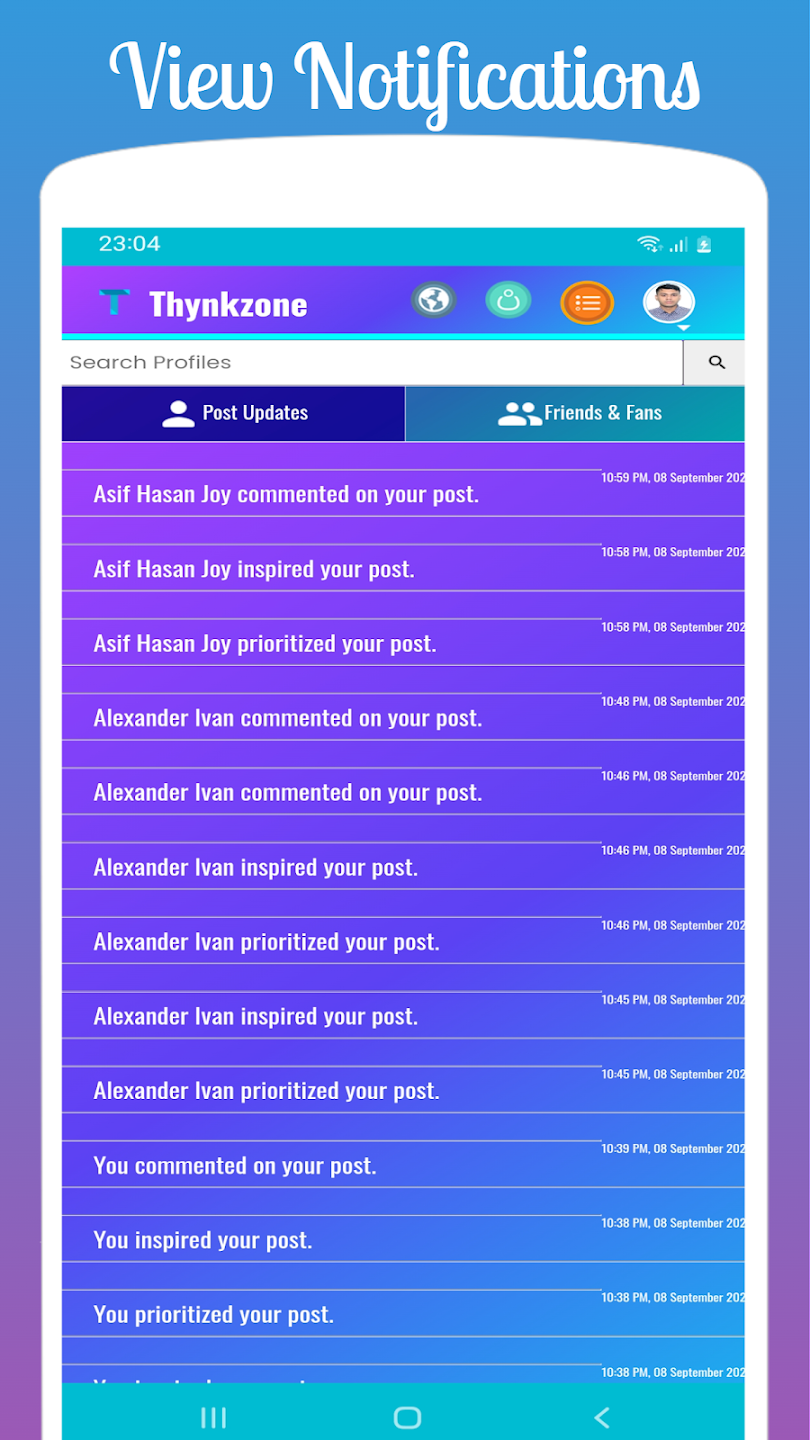 View Notifications
23:04
Thynkzone
Search Profiles
Post Updates
Friends & Fans
10:59 PM, 08 September 202
Asif Hasan Joy commented on your post.
10:58 PM, 08 September 202
Asif Hasan Joy inspired your post.
10:58 PM, 08 September 202
Asif Hasan Joy prioritized your post.
10:48 PM, 08 September 202
Alexander Ivan commented on your post.
10:46 PM, 08 September 202
Alexander Ivan commented on your post.
10:46 PM, 08 September 202
Alexander Ivan inspired your post.
10:46 PM, 08 September 202
Alexander Ivan prioritized your post.
10:45 PM, 08 September 202
Alexander Ivan inspired your post.
10:45 PM, 08 September 202
Alexander Ivan prioritized your post.
10:39 PM, 08 September 202
You commented on your post.
10:38 PM, 08 September 202
You inspired your post.
10:38 PM, 08 September 202
You prioritized your post.
10:38 PM, 08 September 202